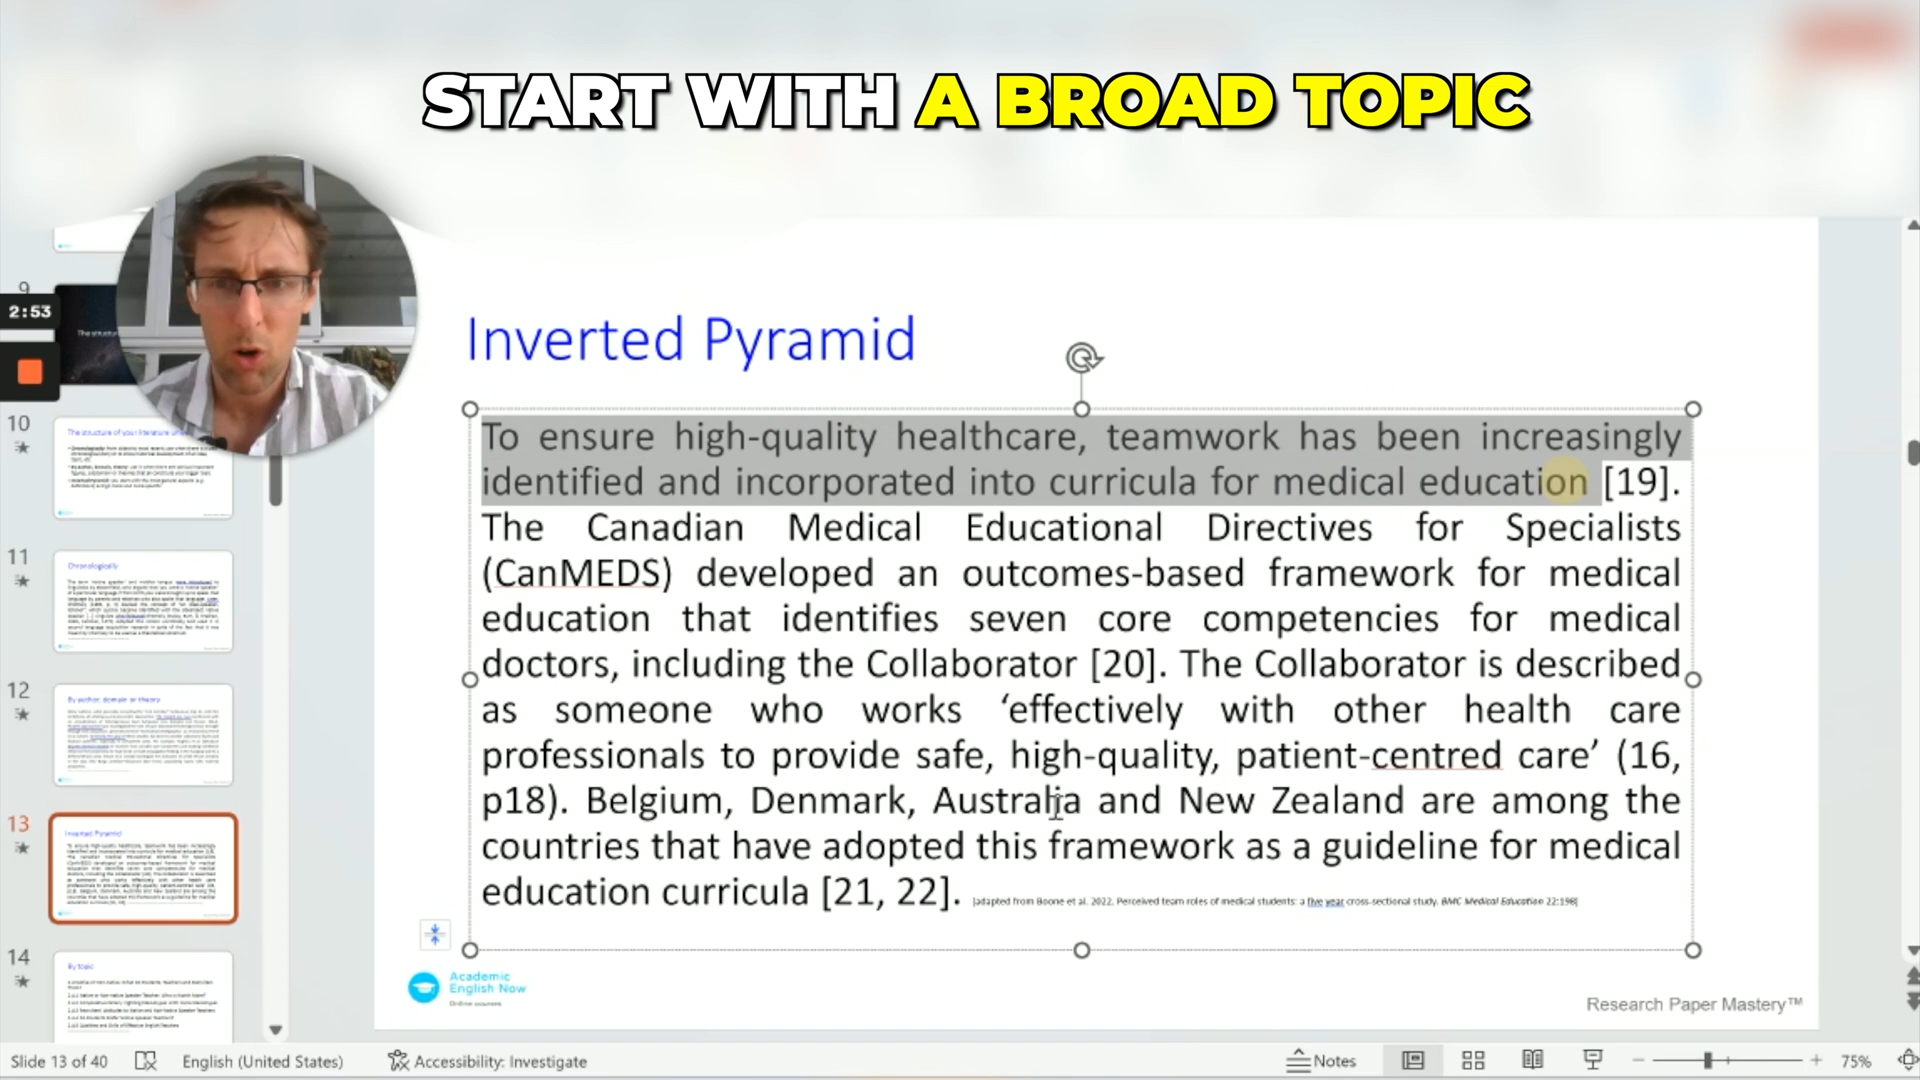 START WITH A BROAD TOPIC
9
2:53
10
11
Chronologically
12
By author, domain or theory
13
Inverted Pyramid
14
By topic
Inverted Pyramid
To ensure high-quality healthcare, teamwork has been increasingly
identified and incorporated into curricula for medical education [19].
The Canadian Medical Educational Directives for Specialists
(CanMEDS) developed an outcomes-based framework for medical
education that identifies seven core competencies for medical
doctors, including the Collaborator [20]. The Collaborator is described
as someone who works ‘effectively with other health care
professionals to provide safe, high-quality, patient-centred care’ (16,
p18). Belgium, Denmark, Australia and New Zealand are among the
countries that have adopted this framework as a guideline for medical
education curricula [21, 22]. (adapted from Boone et al. 2022. Perceived team roles of medical students: a five year cross-sectional study. BMC Medical Education 22:198)
Academic
English Now
Online courses
Research Paper Mastery™
Slide 13 of 40
English (United States)
Accessibility: Investigate
Notes
75%